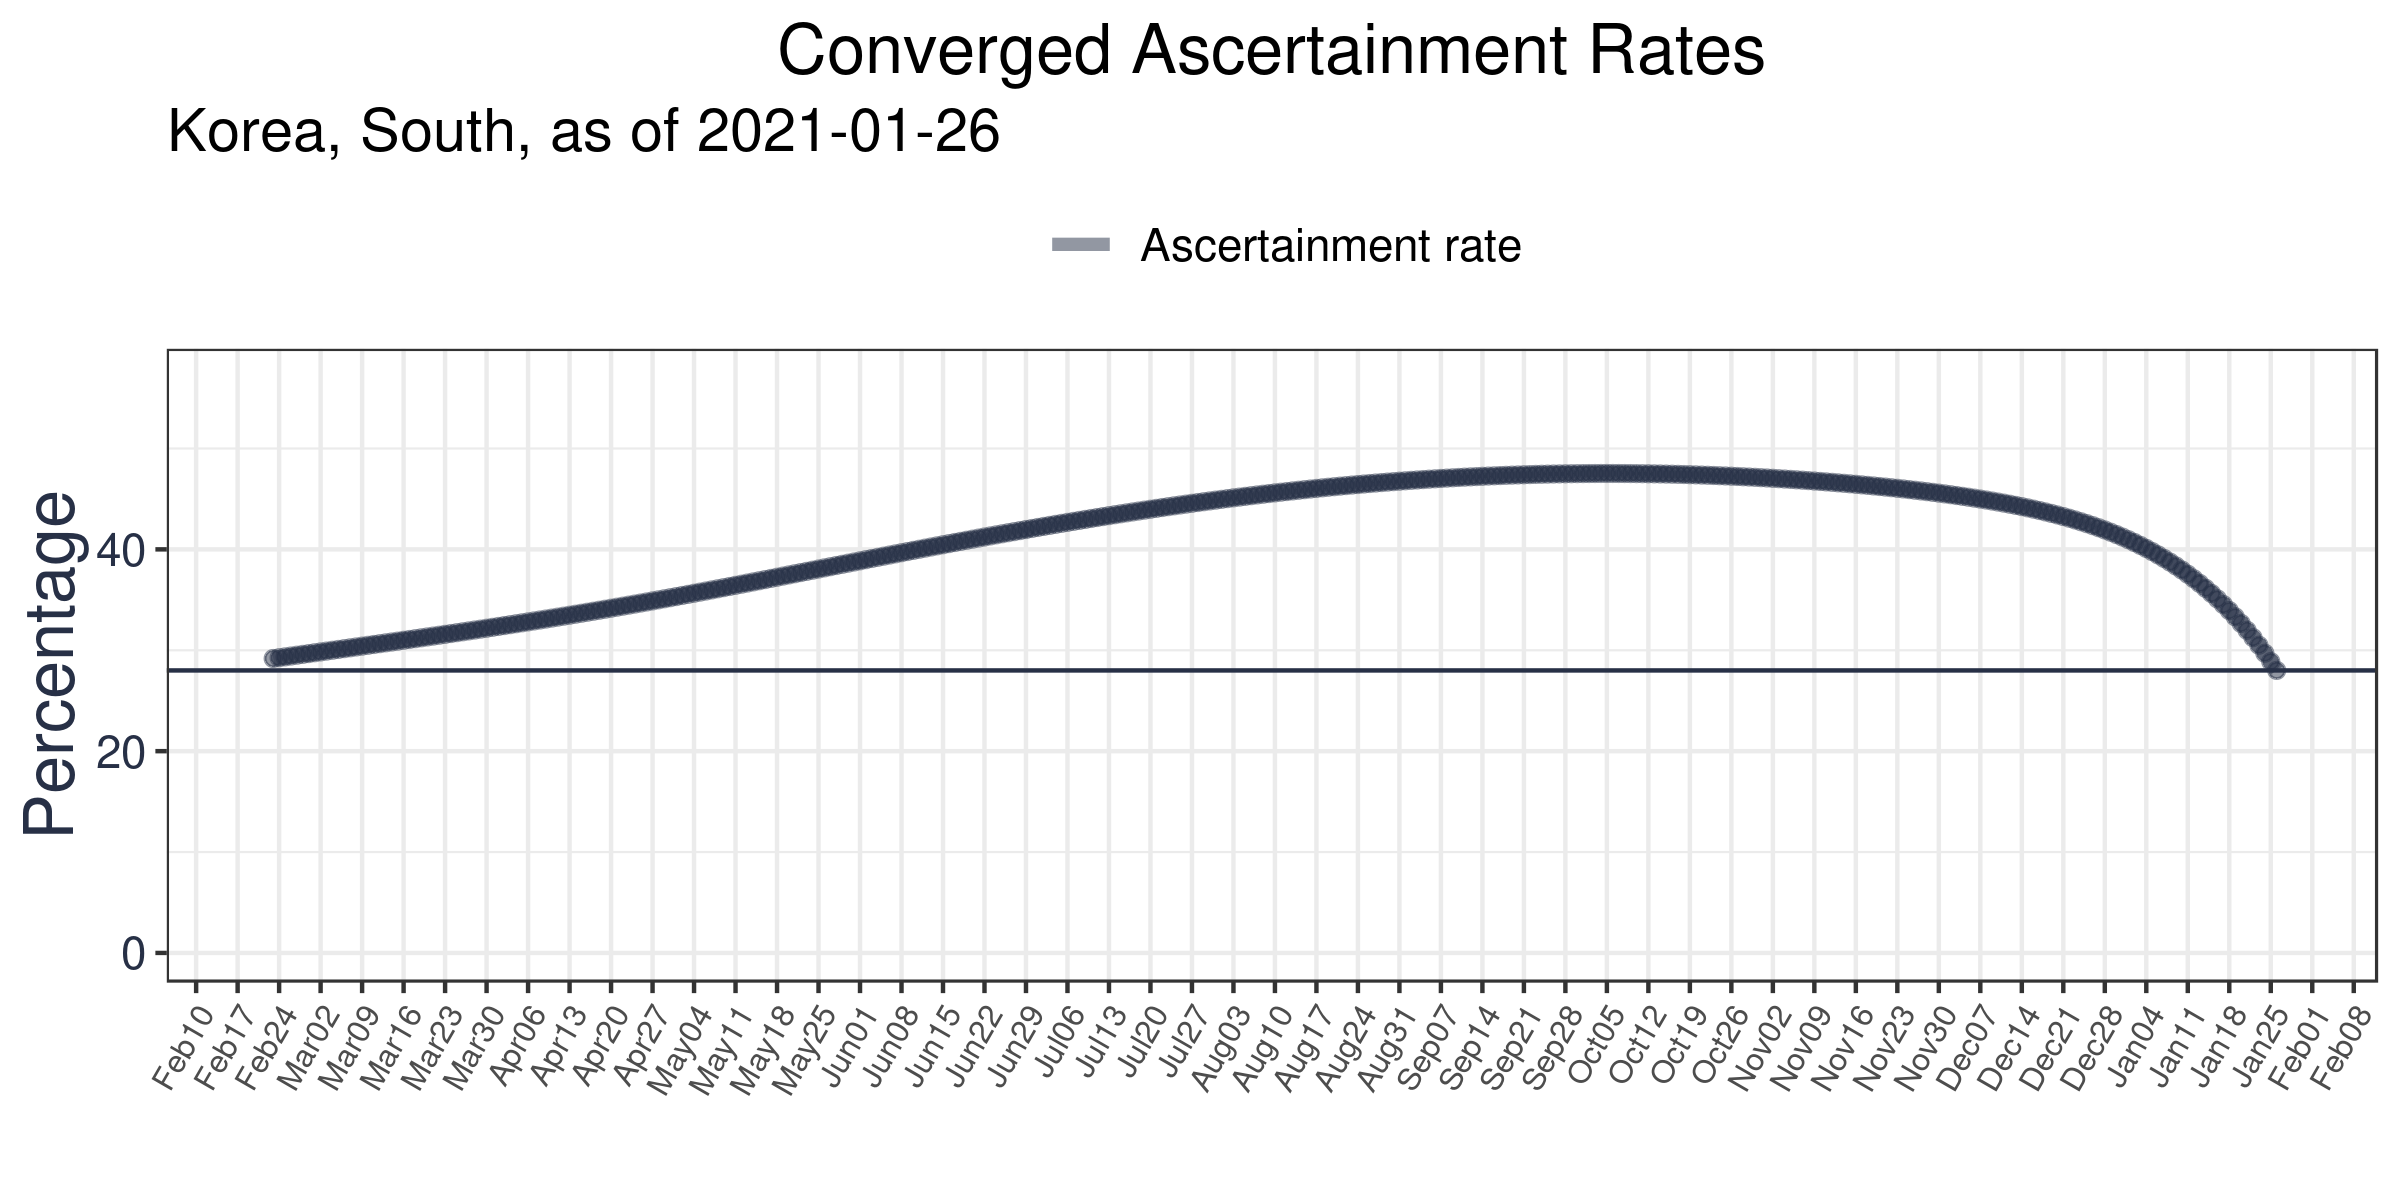 Converged Ascertainment Rates
Korea, South, as of 2021-01-26
Ascertainment rate
Percentage
40
20
0
Feb10 Feb17 Feb24 Mar02 Mar09 Mar16 Mar23 Mar30 Apr06 Apr13 Apr20 Apr27 May04 May11 May18 May25 Jun01 Jun08 Jun15 Jun22 Jun29 Jul06 Jul13 Jul20 Jul27 Aug03 Aug10 Aug17 Aug24 Aug31 Sep07 Sep14 Sep21 Sep28 Oct05 Oct12 Oct19 Oct26 Nov02 Nov09 Nov16 Nov23 Nov30 Dec07 Dec14 Dec21 Dec28 Jan04 Jan11 Jan18 Jan25 Feb01 Feb08